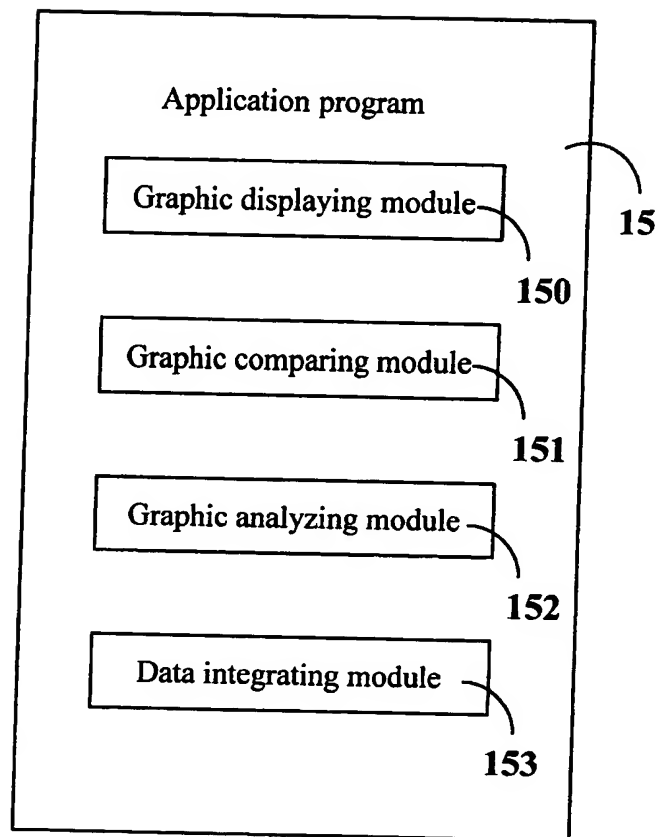 Application program
Graphic displaying module
15
150
Graphic comparing module
151
Graphic analyzing module
152
Data integrating module
153